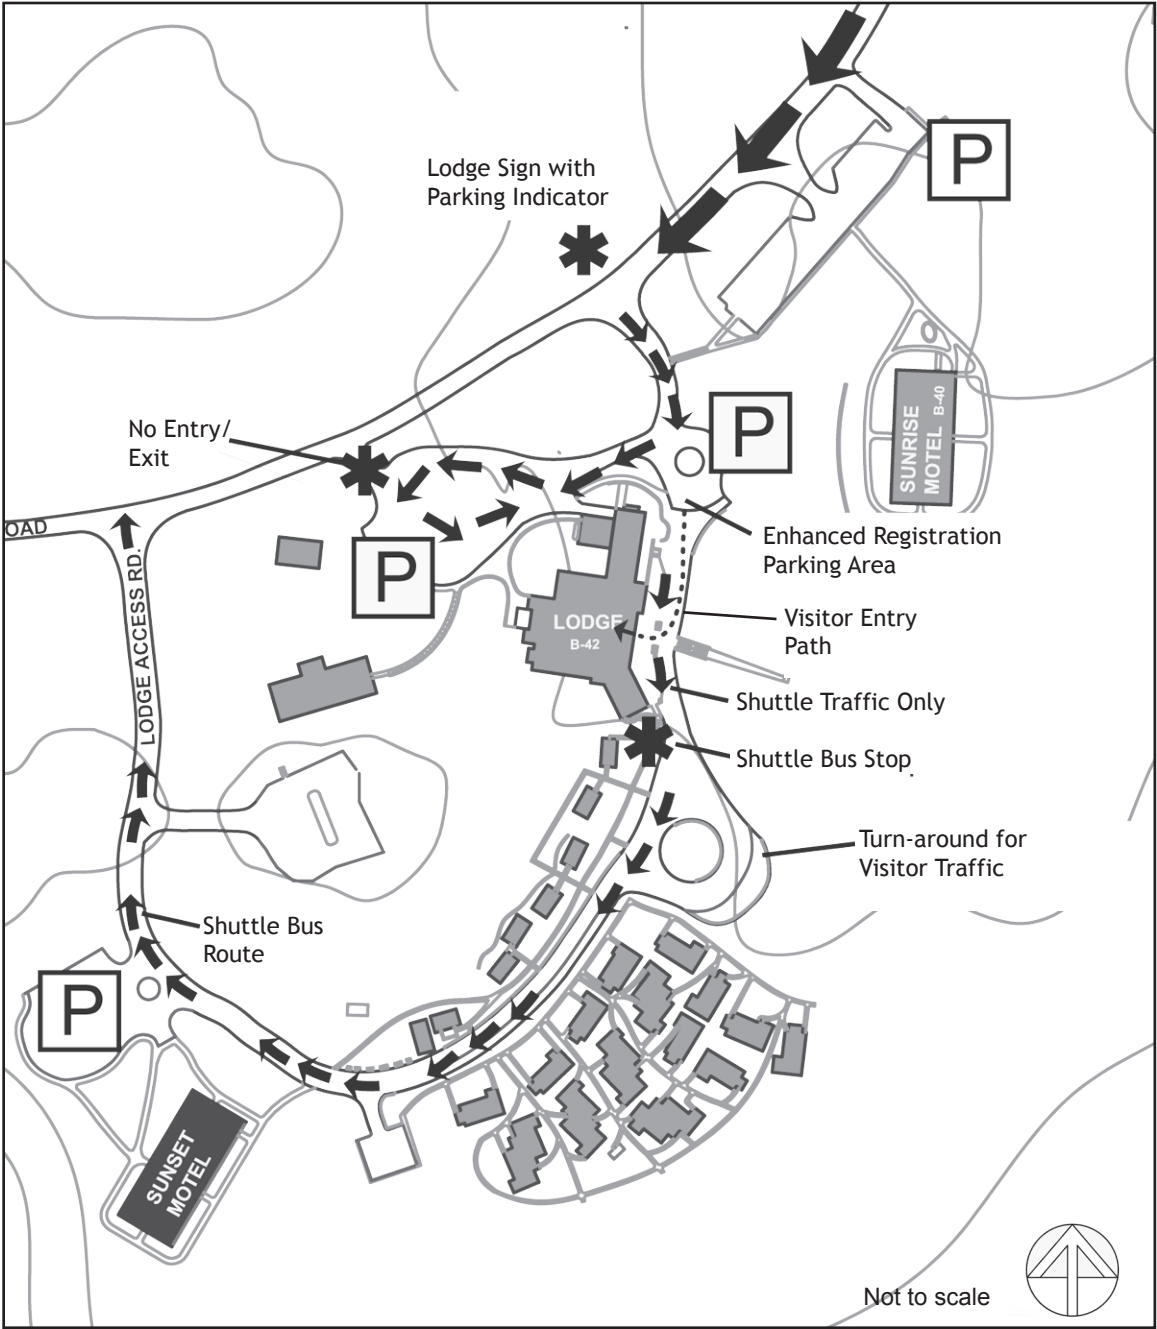 P
Lodge Sign with
Parking Indicator
No Entry/
Exit
P
SUNRISE
MOTEL B-40
OAD
Enhanced Registration
Parking Area
P
LODGE ACCESS RD.
LODGE
B-42
Visitor Entry
Path
Shuttle Traffic Only
Shuttle Bus Stop
Turn-around for
Visitor Traffic
Shuttle Bus
Route
P
SUNSET
MOTEL
Not to scale